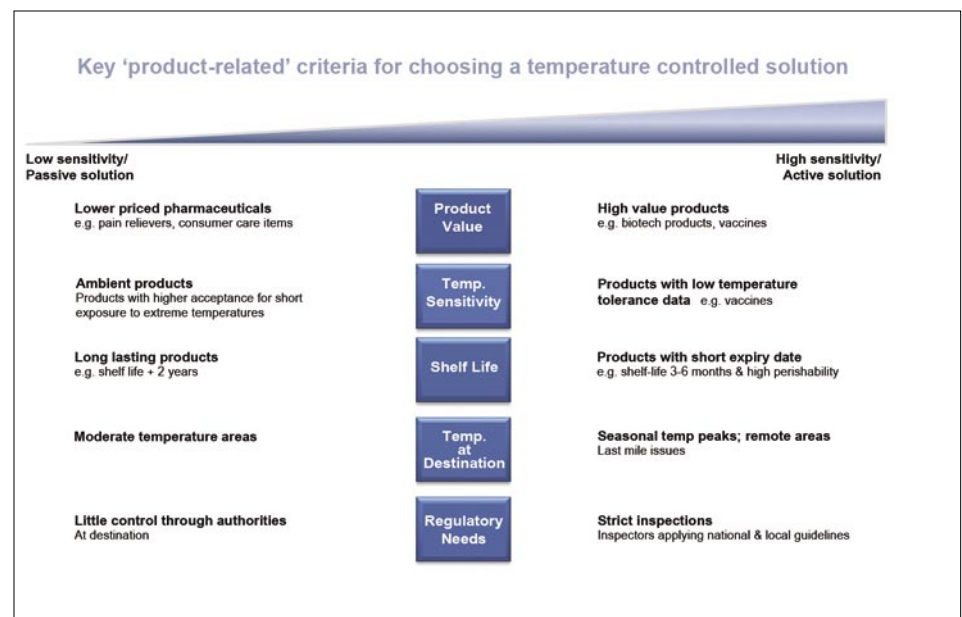 Key ‘product-related’ criteria for choosing a temperature controlled solution
Low sensitivity/
Passive solution
High sensitivity/
Active solution
Lower priced pharmaceuticals
e.g. pain relievers, consumer care items
Product
Value
High value products
e.g. biotech products, vaccines
Ambient products
Products with higher acceptance for short
exposure to extreme temperatures
Temp.
Sensitivity
Products with low temperature
tolerance data e.g. vaccines
Long lasting products
e.g. shelf life + 2 years
Shelf Life
Products with short expiry date
e.g. shelf-life 3-6 months & high perishability
Moderate temperature areas
Temp.
at
Destination
Seasonal temp peaks; remote areas
Last mile issues
Little control through authorities
At destination
Regulatory
Needs
Strict inspections
Inspectors applying national & local guidelines